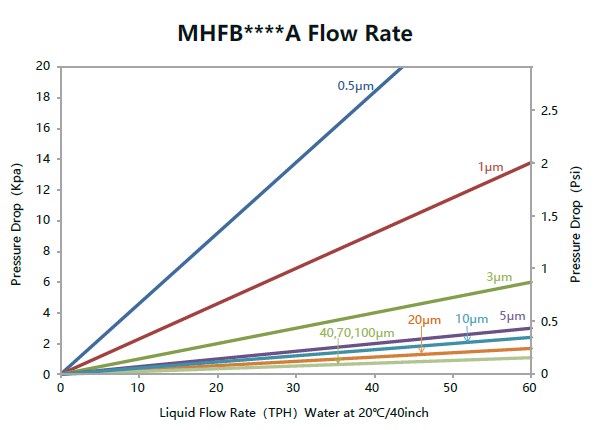 MHFB****A Flow Rate
Pressure Drop (Kpa)
20
18
16
14
12
10
8
6
4
2
0
0.5μm
1μm
3μm
5μm
10μm
20μm
40,70,100μm
2.5
2
1.5
1
0.5
0
Pressure Drop (Psi)
0 10 20 30 40 50 60
Liquid Flow Rate (TPH) Water at 20℃/40inch